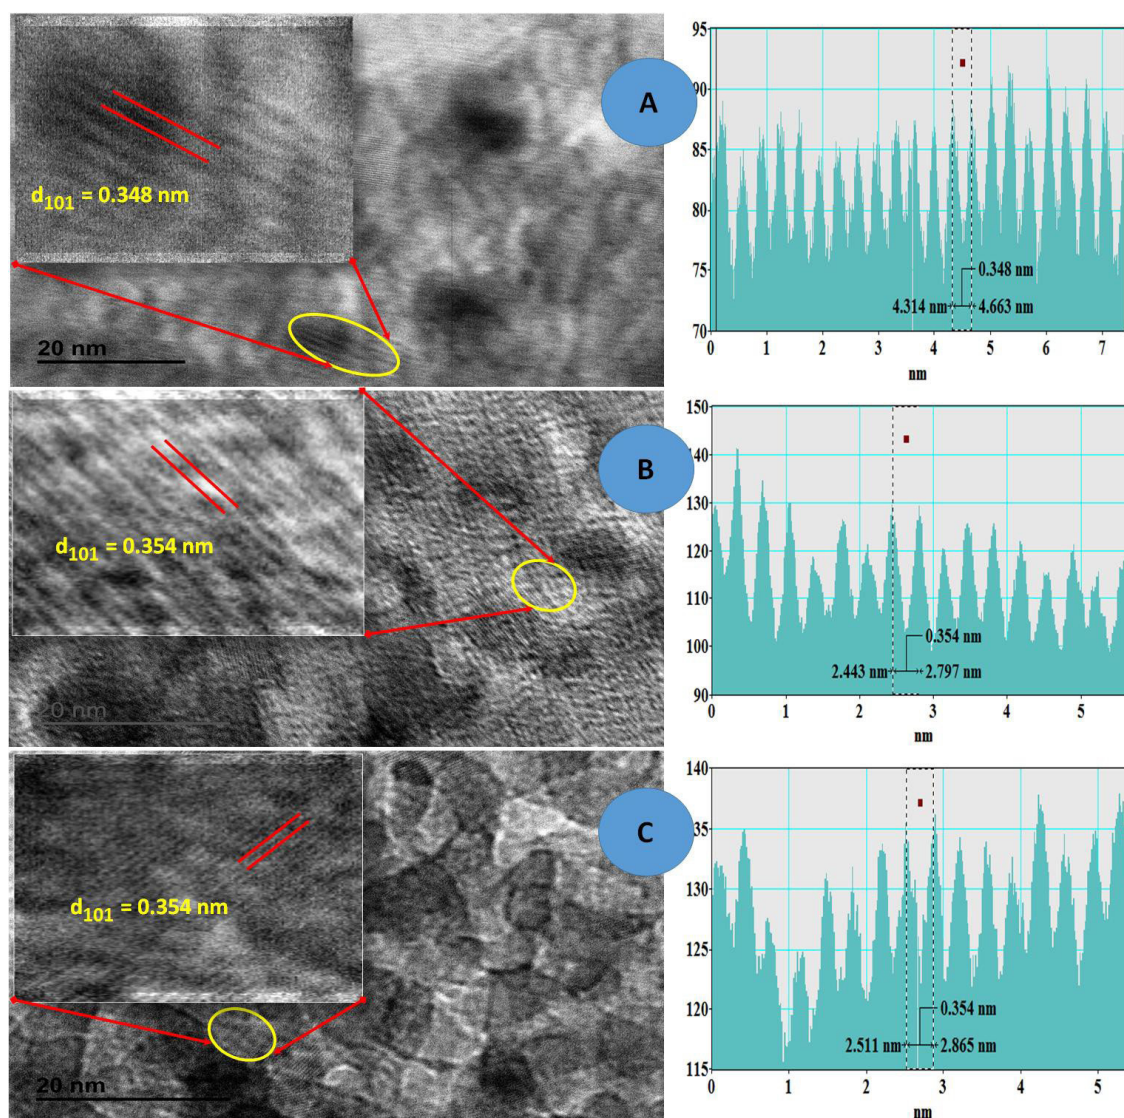 A
d101 = 0.348 nm
20 nm
95
90
85
80
75
70
0.348 nm
4.314 nm
4.663 nm
0 1 2 3 4 5 6 7
nm
B
d101 = 0.354 nm
20 nm
150
140
130
120
110
100
90
0.354 nm
2.443 nm
2.797 nm
0 1 2 3 4 5
nm
C
d101 = 0.354 nm
20 nm
140
135
130
125
120
115
0.354 nm
2.511 nm
2.865 nm
0 1 2 3 4 5
nm